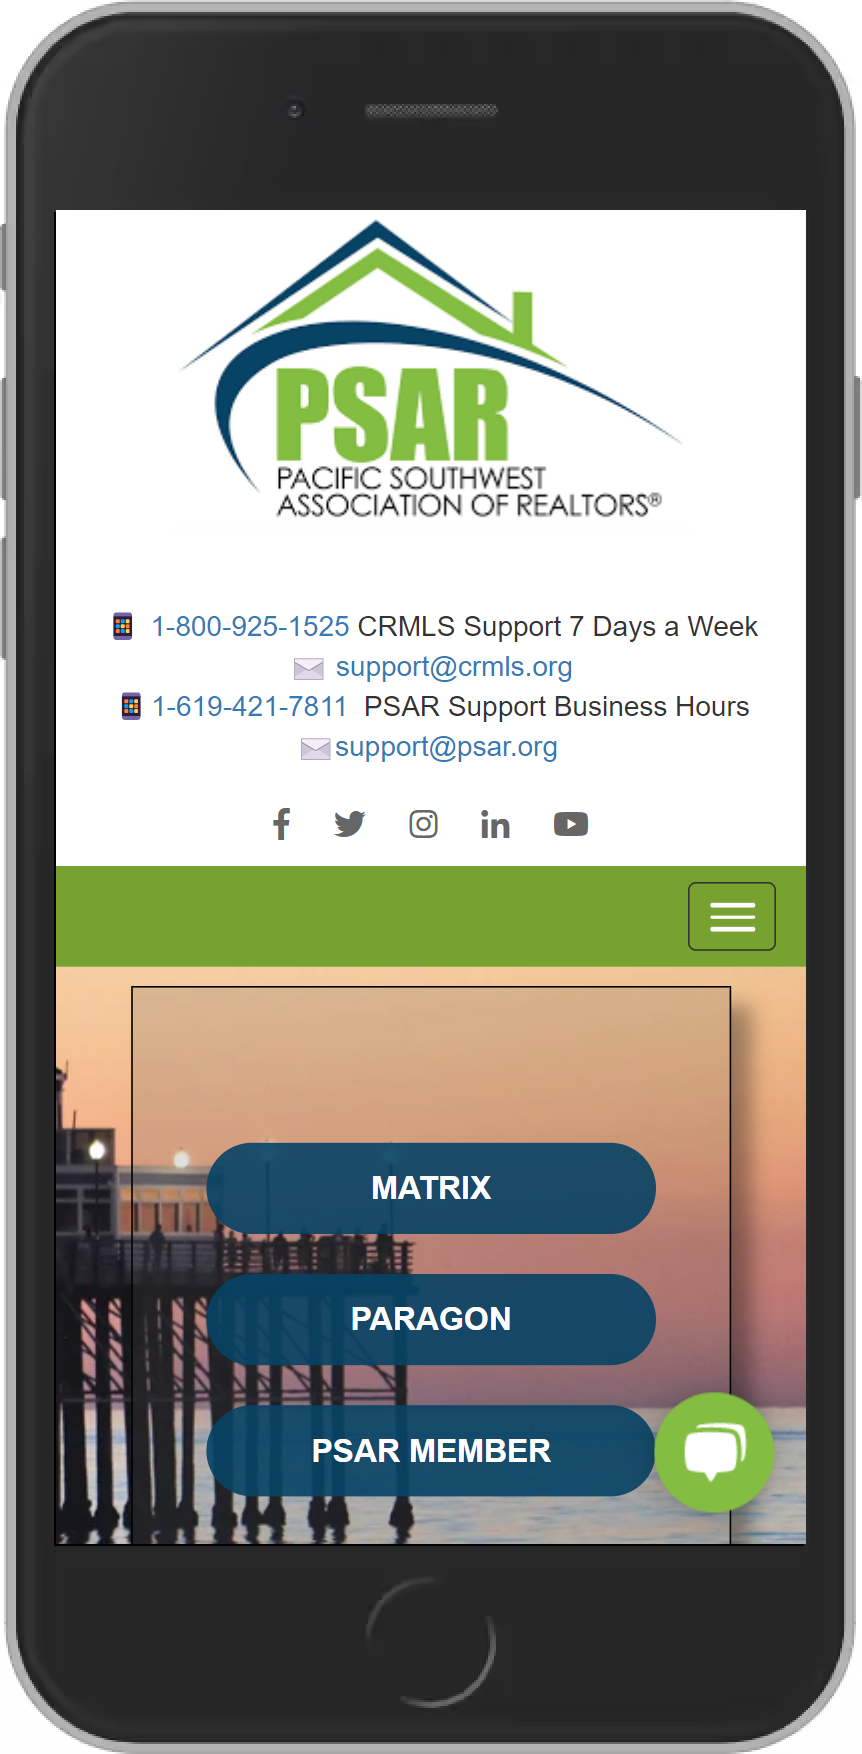 PSAR
PACIFIC SOUTHWEST
ASSOCIATION OF REALTORS®
1-800-925-1525 CRMLS Support 7 Days a Week
support@crmls.org
1-619-421-7811 PSAR Support Business Hours
support@psar.org
MATRIX
PARAGON
PSAR MEMBER